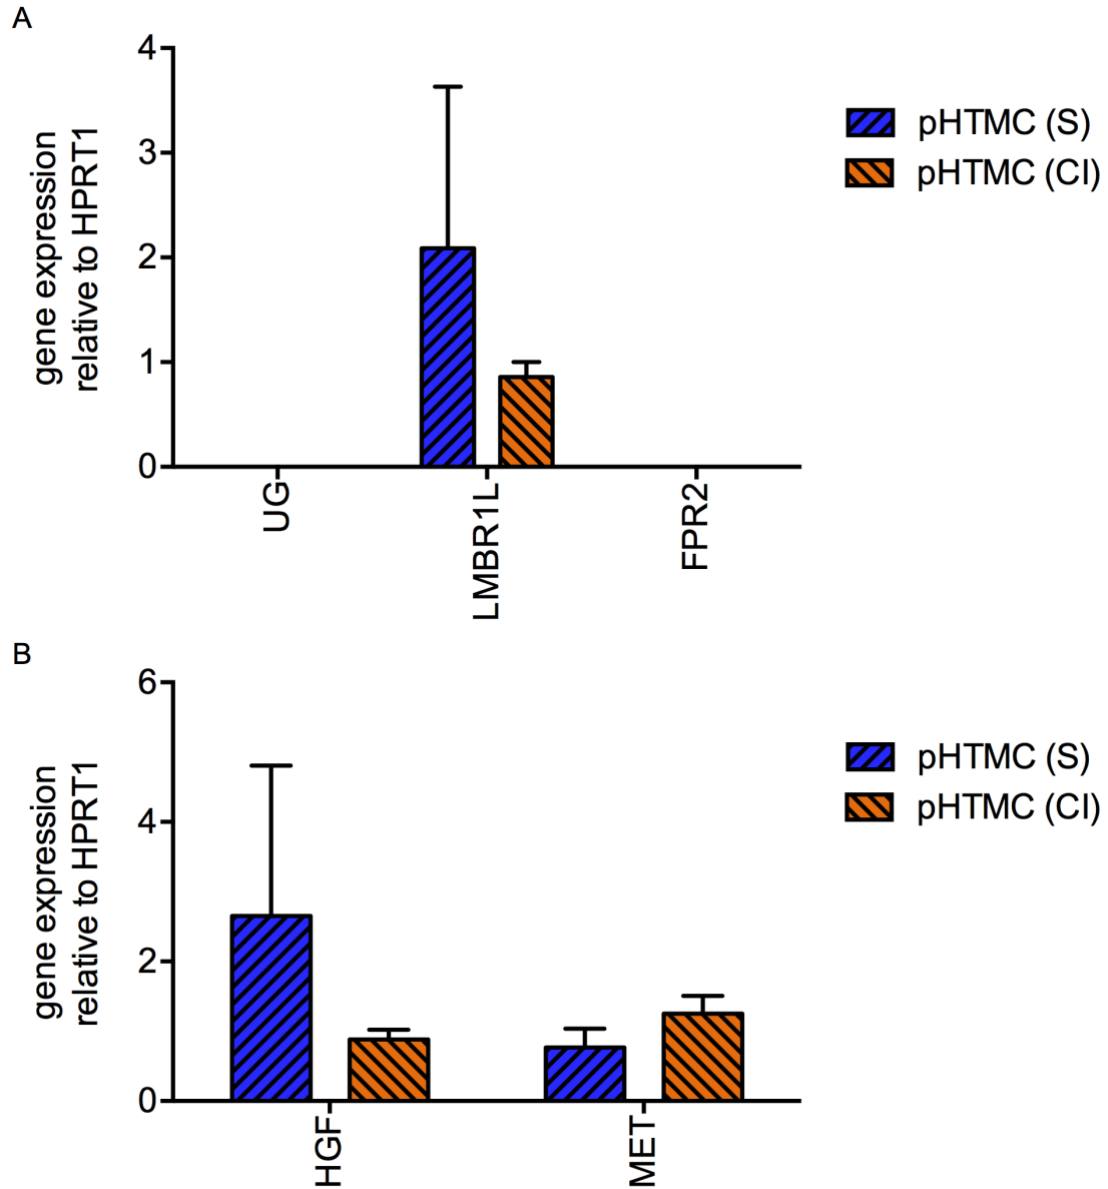 A
4
3
2
1
0
gene expression
relative to HPRT1
UG
LMBR1L
FPR2
pHTMC (S)
pHTMC (CI)
B
6
4
2
0
gene expression
relative to HPRT1
HGF
MET
pHTMC (S)
pHTMC (CI)